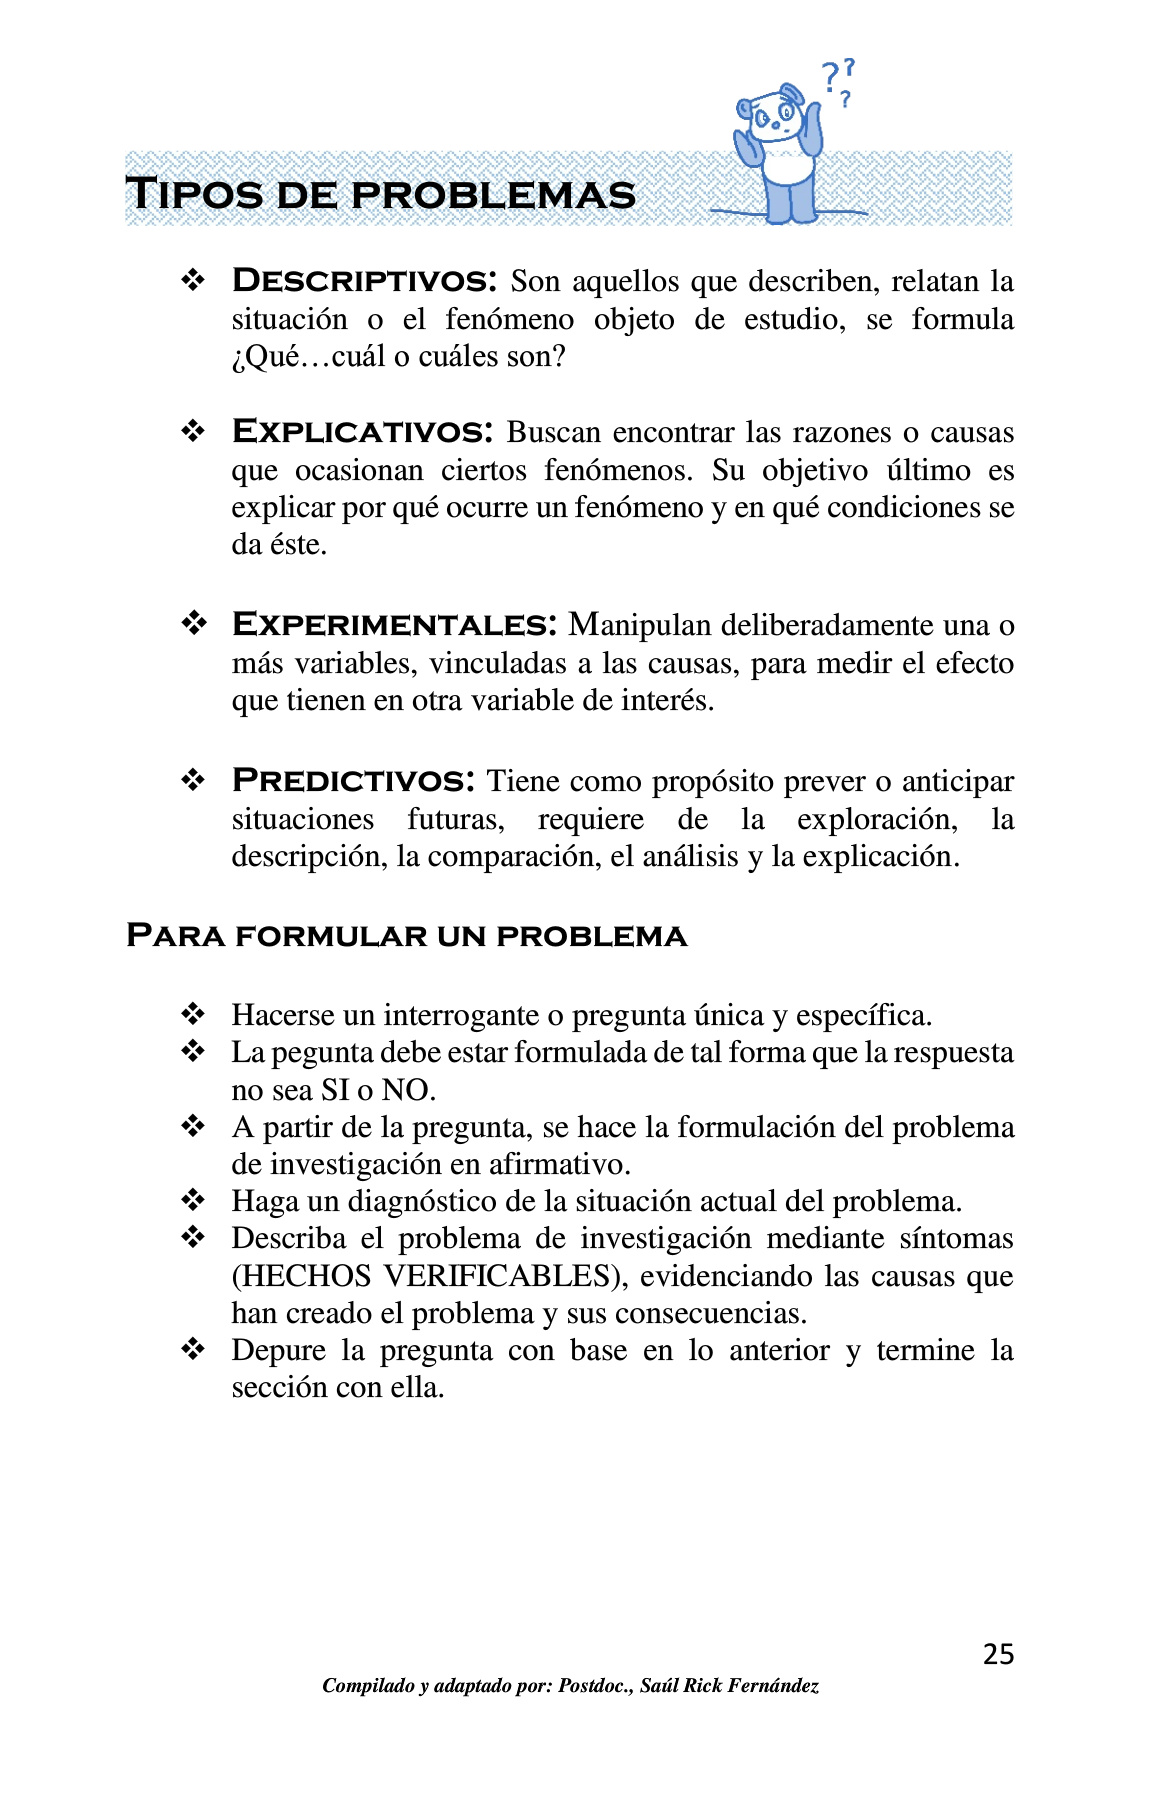 ???
TIPOS DE PROBLEMAS
❖ DESCRIPTIVOS: Son aquellos que describen, relatan la
situación o el fenómeno objeto de estudio, se formula
¿Qué…cuál o cuáles son?
❖ EXPLICATIVOS: Buscan encontrar las razones o causas
que ocasionan ciertos fenómenos. Su objetivo último es
explicar por qué ocurre un fenómeno y en qué condiciones se
da éste.
❖ EXPERIMENTALES: Manipulan deliberadamente una o
más variables, vinculadas a las causas, para medir el efecto
que tienen en otra variable de interés.
❖ PREDICTIVOS: Tiene como propósito prever o anticipar
situaciones futuras, requiere de la exploración, la
descripción, la comparación, el análisis y la explicación.
PARA FORMULAR UN PROBLEMA
❖ Hacerse un interrogante o pregunta única y específica.
❖ La pegunta debe estar formulada de tal forma que la respuesta
no sea SI o NO.
❖ A partir de la pregunta, se hace la formulación del problema
de investigación en afirmativo.
❖ Haga un diagnóstico de la situación actual del problema.
❖ Describa el problema de investigación mediante síntomas
(HECHOS VERIFICABLES), evidenciando las causas que
han creado el problema y sus consecuencias.
❖ Depure la pregunta con base en lo anterior y termine la
sección con ella.
25
Compilado y adaptado por: Postdoc., Saúl Rick Fernández